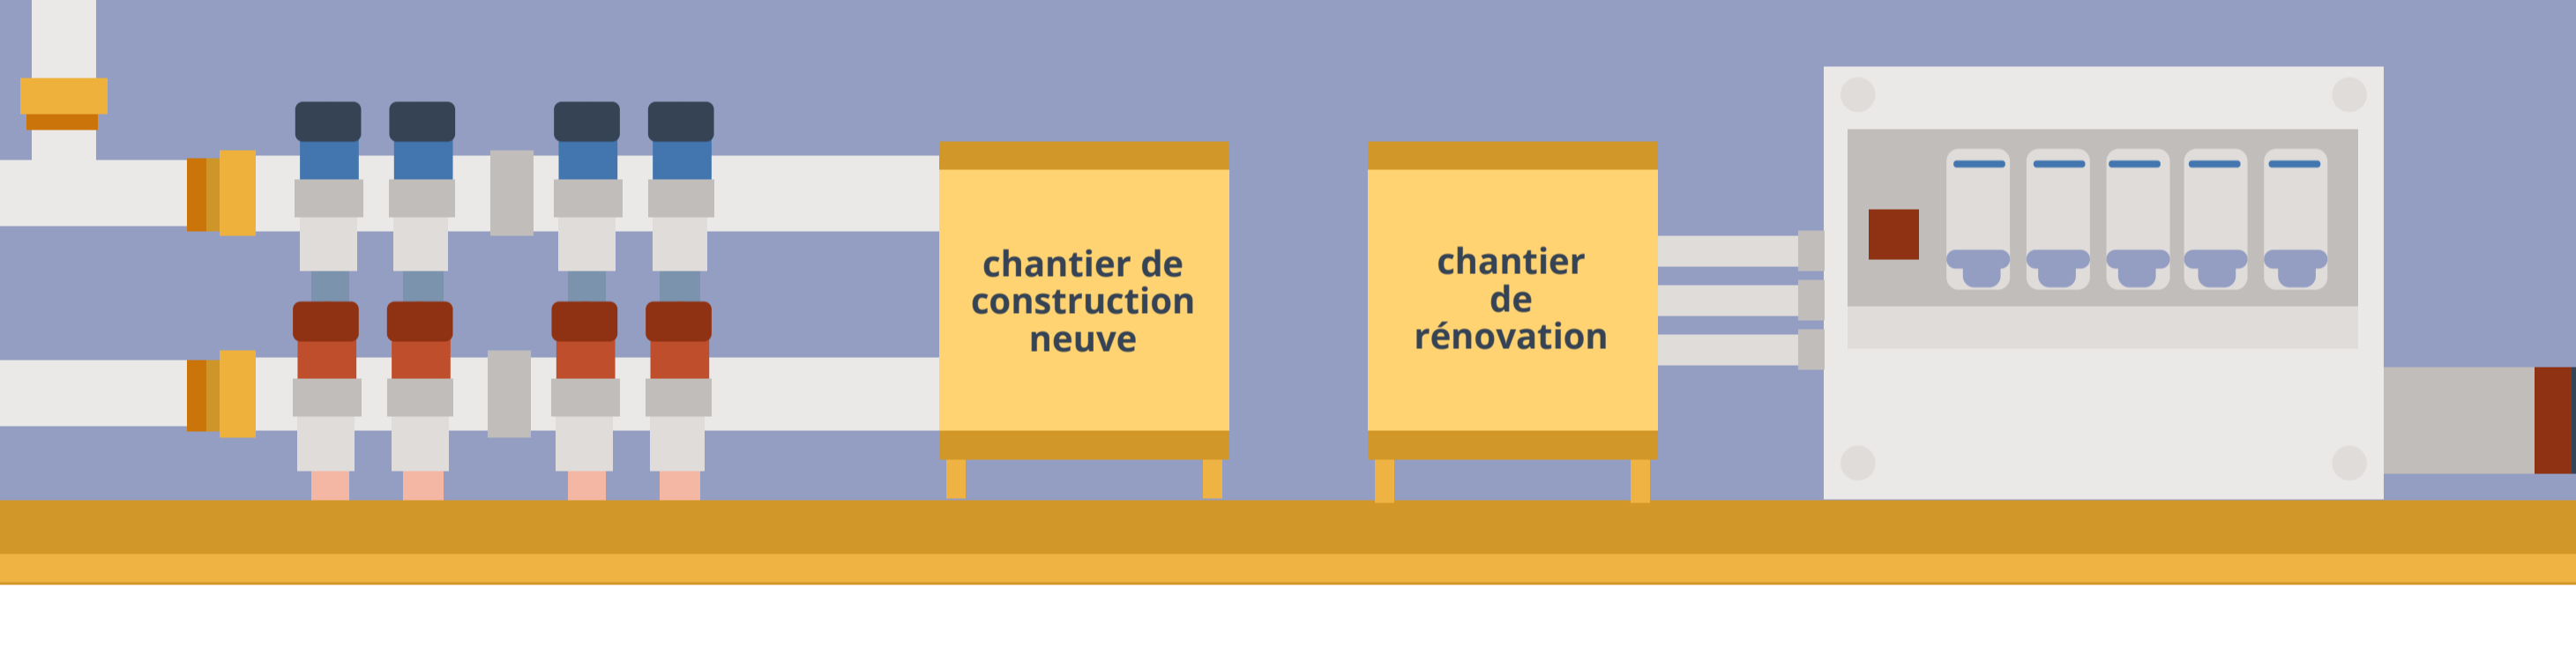 chantier de
construction
neuve
chantier
de
rénovation